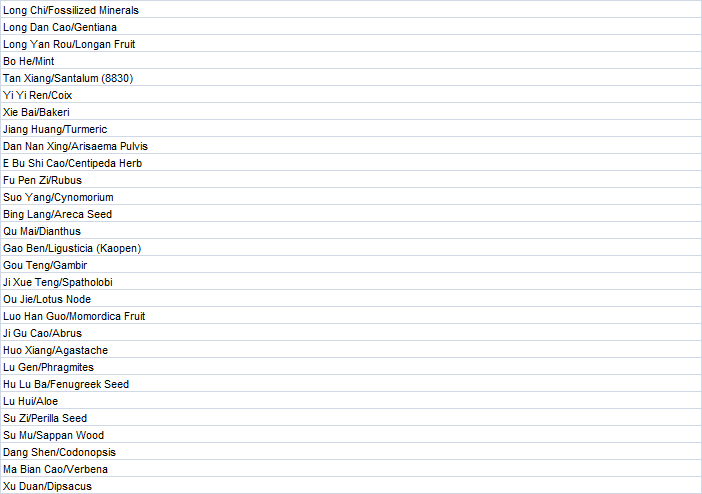 Long Chi/Fossilized Minerals
Long Dan Cao/Gentiana
Long Yan Rou/Longan Fruit
Bo He/Mint
Tan Xiang/Santalum (8830)
Yi Yi Ren/Coix
Xie Bai/Bakeri
Jiang Huang/Turmeric
Dan Nan Xing/Arisaema Pulvis
E Bu Shi Cao/Centipeda Herb
Fu Pen Zi/Rubus
Suo Yang/Cynomorium
Bing Lang/Areca Seed
Qu Mai/Dianthus
Gao Ben/Ligusticia (Kaopen)
Gou Teng/Gambir
Ji Xue Teng/Spatholobi
Ou Jie/Lotus Node
Luo Han Guo/Momordica Fruit
Ji Gu Cao/Abrus
Huo Xiang/Agastache
Lu Gen/Phragmites
Hu Lu Ba/Fenugreek Seed
Lu Hui/Aloe
Su Zi/Perilla Seed
Su Mu/Sappan Wood
Dang Shen/Codonopsis
Ma Bian Cao/Verbena
Xu Duan/Dipsacus